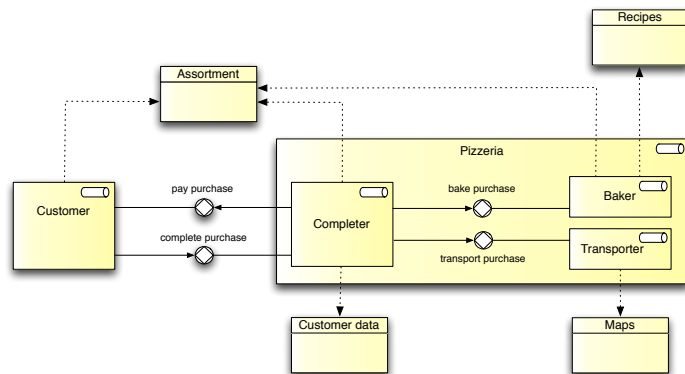 Recipes
Assortment
Pizzeria
pay purchase
bake purchase
Customer
Completer
Baker
complete purchase
transport purchase
Transporter
Customer data
Maps